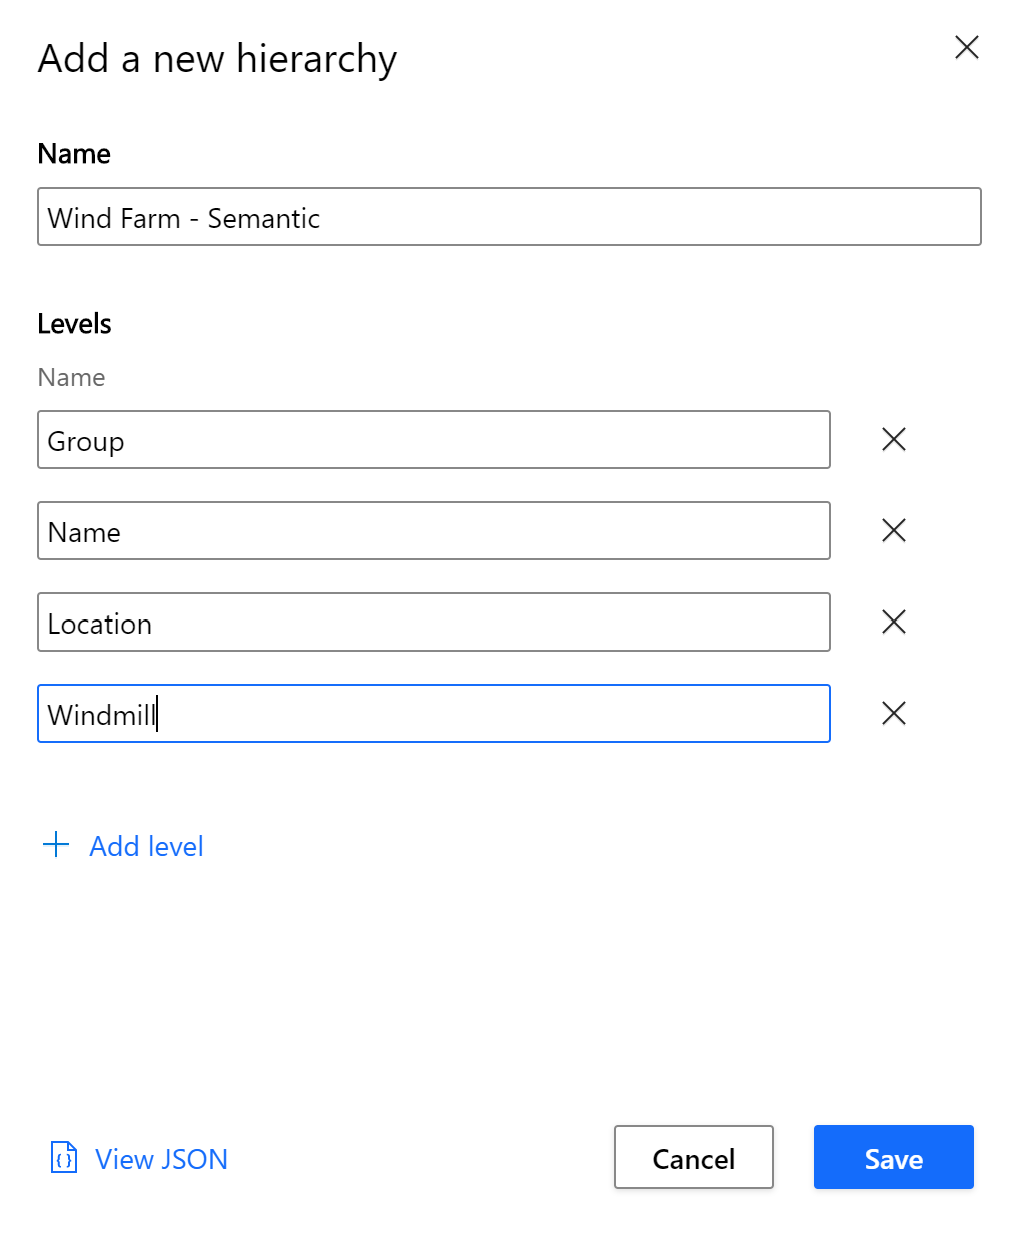 Add a new hierarchy
Name
Wind Farm - Semantic
Levels
Name
Group
Name
Location
Windmill
Add level
View JSON
Cancel
Save